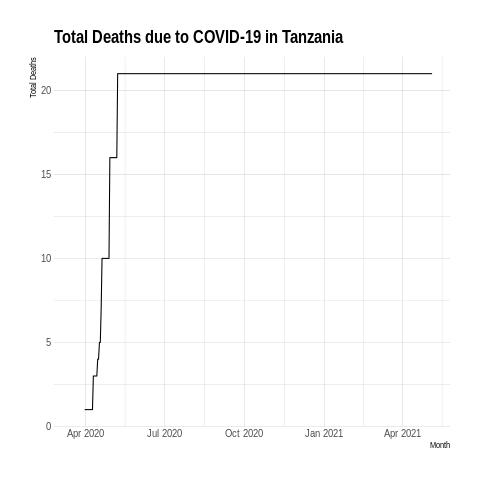 Total Deaths due to COVID-19 in Tanzania
Total Deaths
20
15
10
5
0
Apr 2020 Jul 2020 Oct 2020 Jan 2021 Apr 2021
Month